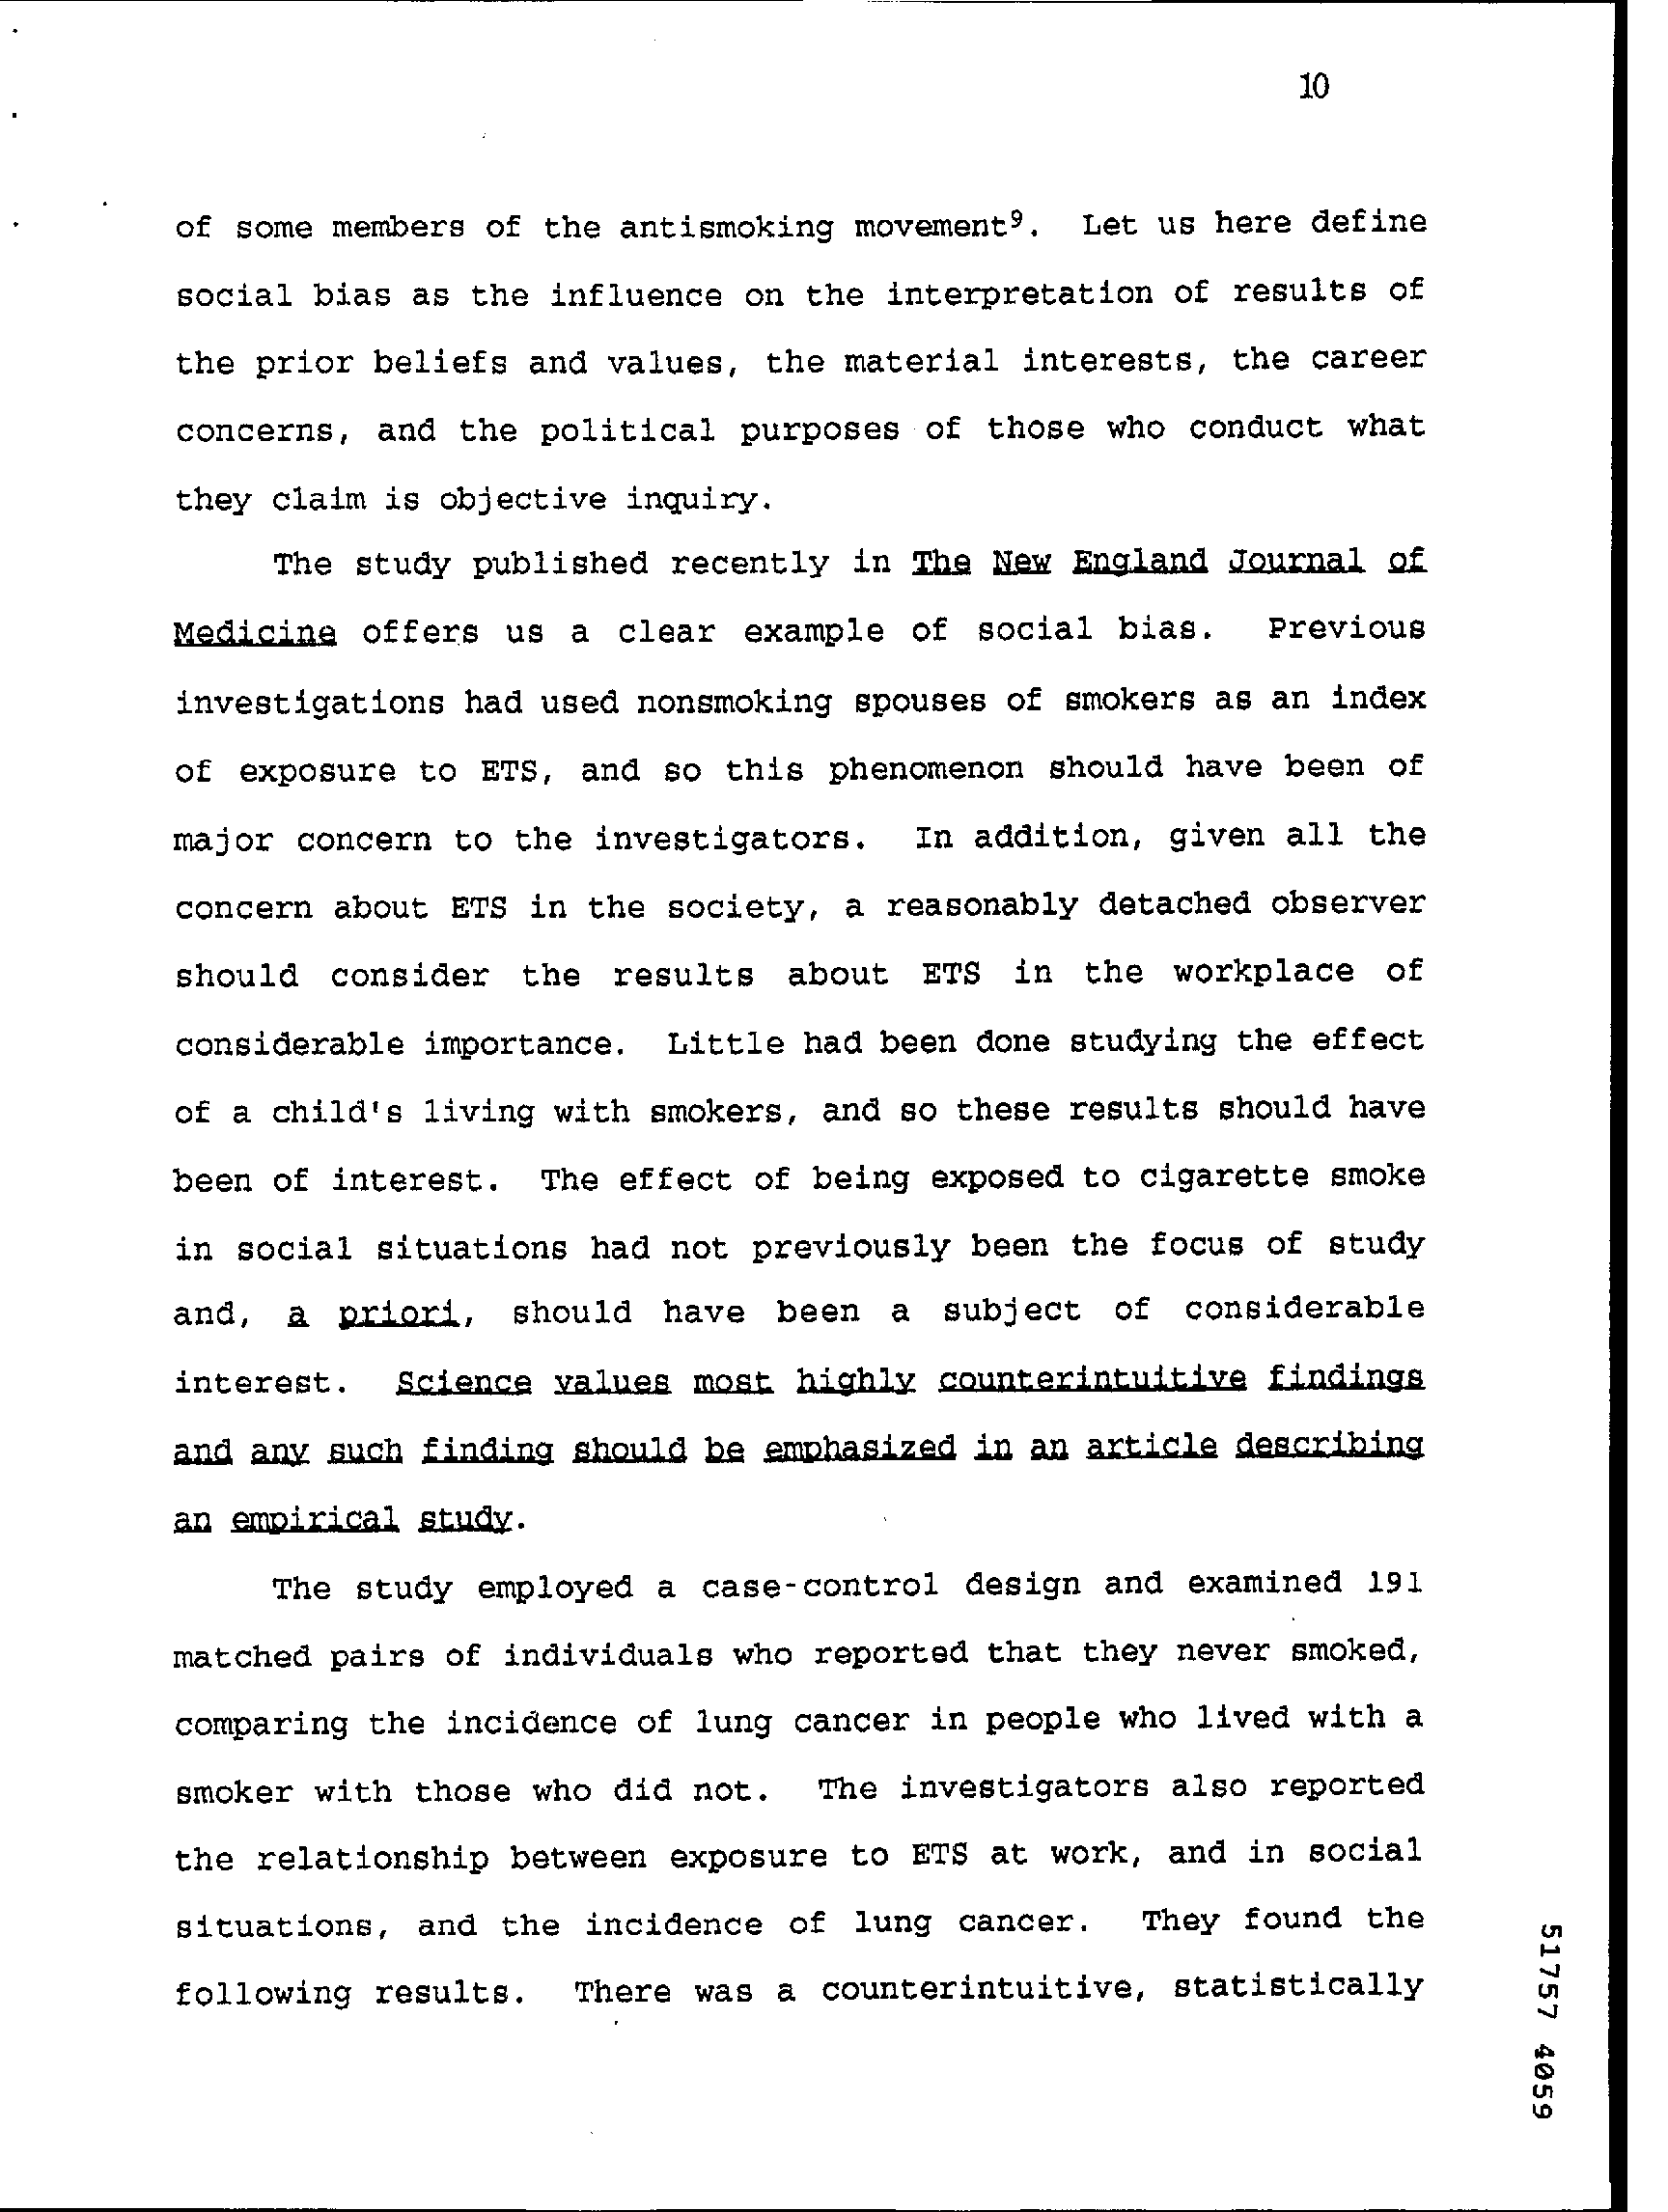 10
of some members of the antismoking movement⁹. Let us here define
social bias as the influence on the interpretation of results of
the prior beliefs and values, the material interests, the career
concerns, and the political purposes of those who conduct what
they claim is objective inquiry.
The study published recently in The New England Journal of
Medicine offers us a clear example of social bias. Previous
investigations had used nonsmoking spouses of smokers as an index
of exposure to ETS, and so this phenomenon should have been of
major concern to the investigators. In addition, given all the
concern about ETS in the society, a reasonably detached observer
should consider the results about ETS in the workplace of
considerable importance. Little had been done studying the effect
of a child's living with smokers, and so these results should have
been of interest. The effect of being exposed to cigarette smoke
in social situations had not previously been the focus of study
and, a priori, should have been a subject of considerable
interest. Science values most highly counterintuitive findings
and any such finding should be emphasized in an article describing
an empirical study.
The study employed a case-control design and examined 191
matched pairs of individuals who reported that they never smoked,
comparing the incidence of lung cancer in people who lived with a
smoker with those who did not. The investigators also reported
the relationship between exposure to ETS at work, and in social
situations, and the incidence of lung cancer. They found the
following results. There was a counterintuitive, statistically
51757 4059